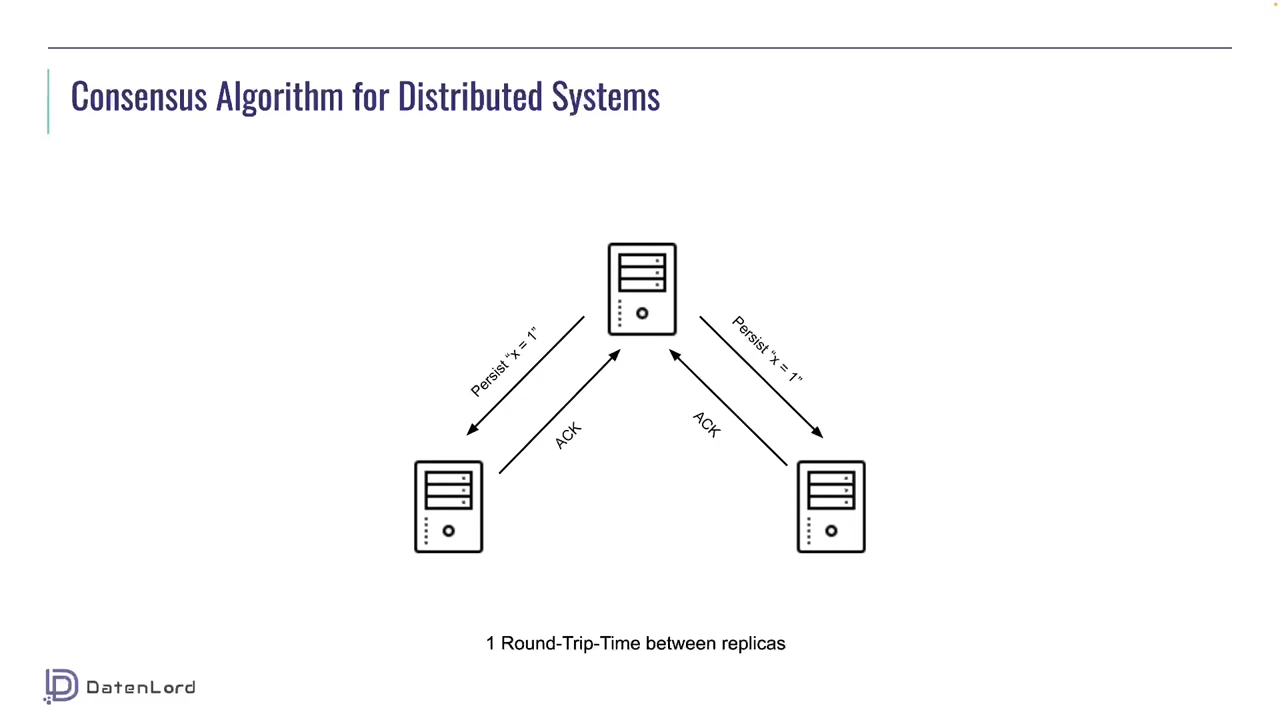 Consensus Algorithm for Distributed Systems
Persist “x = 1”
Persist “x = 1”
ACK
ACK
1 Round-Trip-Time between replicas
DatenLord